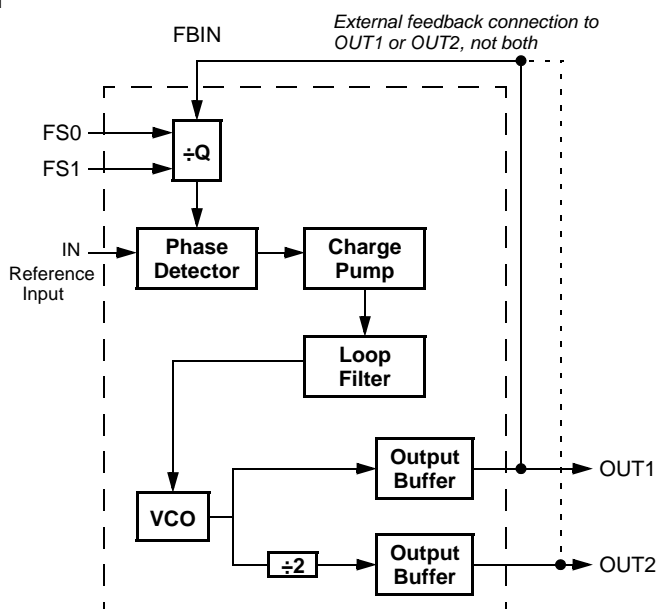 External feedback connection to
OUT1 or OUT2, not both
FBIN
FS0
FS1
÷Q
IN
Reference
Input
Phase
Detector
Charge
Pump
Loop
Filter
VCO
Output
Buffer
OUT1
÷2
Output
Buffer
OUT2